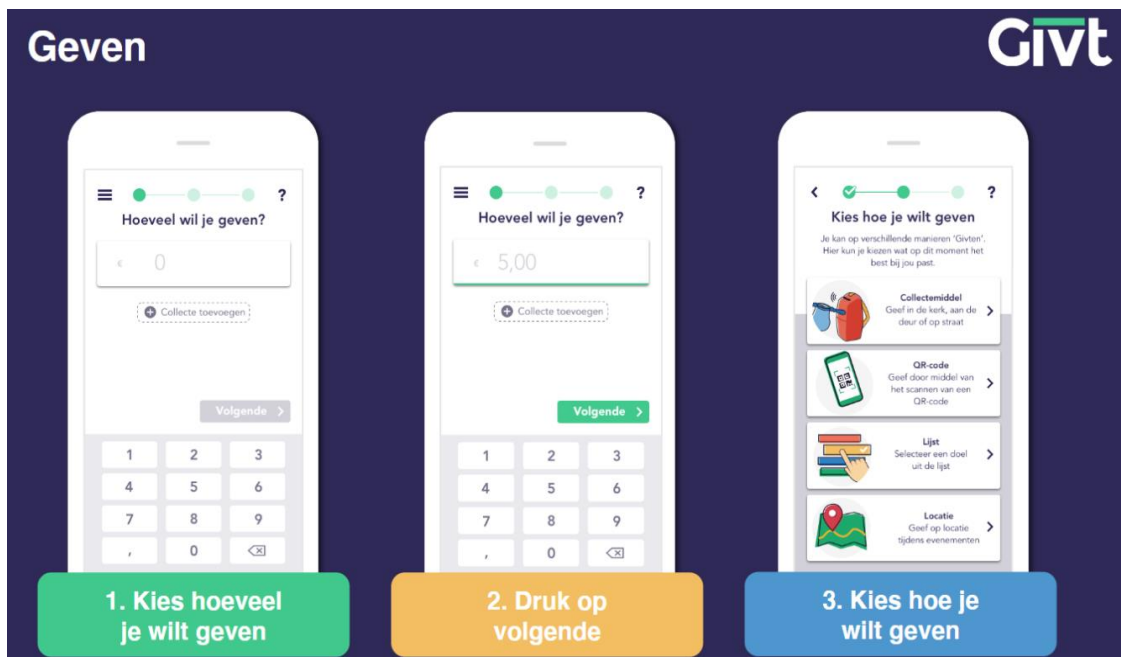 Geven
Givt
?
Hoeveel wil je geven?
€ 0
Collecte toevoegen
Volgende
1 2 3
4 5 6
7 8 9
, 0
1. Kies hoeveel
je wilt geven
?
Hoeveel wil je geven?
€ 5,00
Collecte toevoegen
Volgende
1 2 3
4 5 6
7 8 9
, 0
2. Druk op
volgende
?
Kies hoe je wilt geven
Je kan op verschillende manieren 'Givten'.
Hier kun je kiezen wat op dit moment het
best bij jou past.
Collectemiddel
Geef in de kerk, aan de
deur of op straat
QR-code
Geef door middel van
het scannen van een
QR-code
Lijst
Selecteer een doel
uit de lijst
Locatie
Geef op locatie
tijdens evenementen
3. Kies hoe je
wilt geven